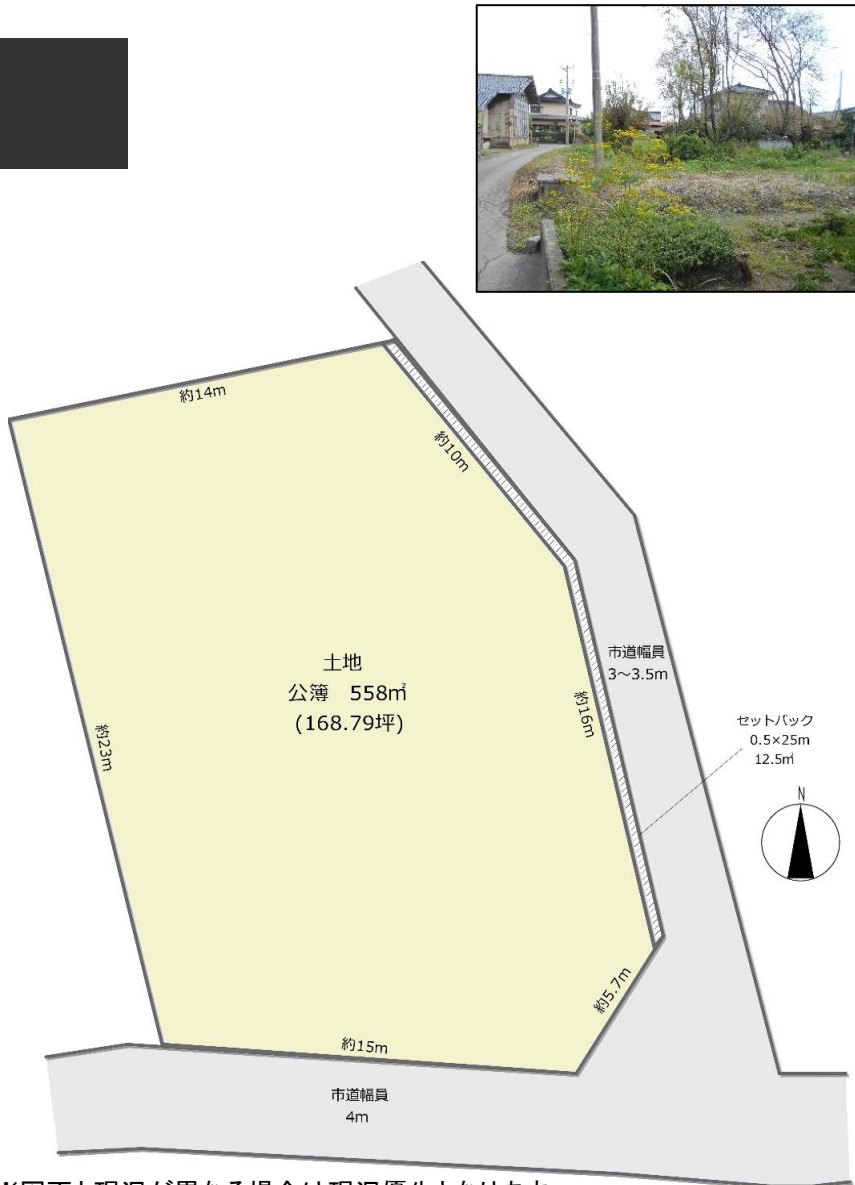 約14m
約10m
土地
公簿 558㎡
(168.79坪)
市道幅員
3~3.5m
約16m
セットバック
0.5×25m
12.5㎡
約23m
N
約5.7m
約15m
市道幅員
4m